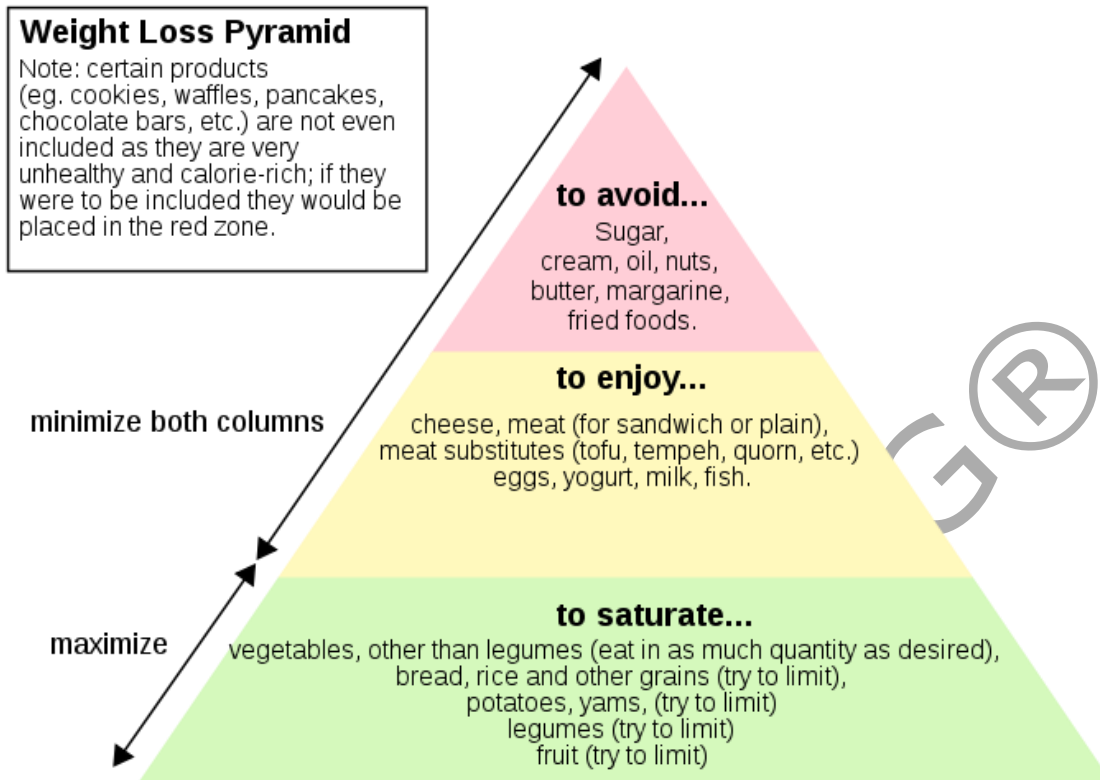 Weight Loss Pyramid
Note: certain products
(eg. cookies, waffles, pancakes,
chocolate bars, etc.) are not even
included as they are very
unhealthy and calorie-rich; if they
were to be included they would be
placed in the red zone.
to avoid...
Sugar,
cream, oil, nuts,
butter, margarine,
fried foods.
to enjoy...
cheese, meat (for sandwich or plain),
meat substitutes (tofu, tempeh, quorn, etc.)
eggs, yogurt, milk, fish.
minimize both columns
to saturate...
vegetables, other than legumes (eat in as much quantity as desired),
bread, rice and other grains (try to limit),
potatoes, yams, (try to limit)
legumes (try to limit)
fruit (try to limit)
maximize
G®